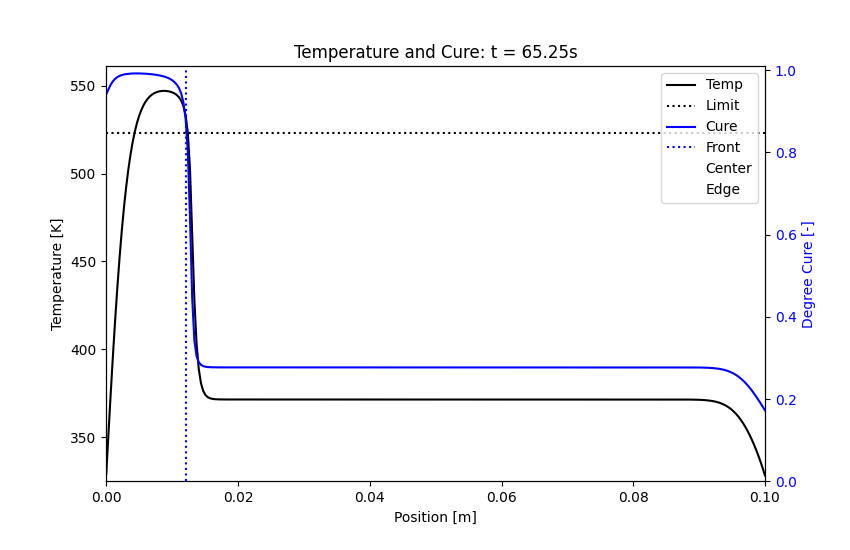 Temperature and Cure: t = 65.25s
Temperature [K]
550
500
450
400
350
Temp
Limit
Cure
Front
Center
Edge
1.0
0.8
0.6
0.4
0.2
0.0
Degree Cure [-]
0.00 0.02 0.04 0.06 0.08 0.10
Position [m]